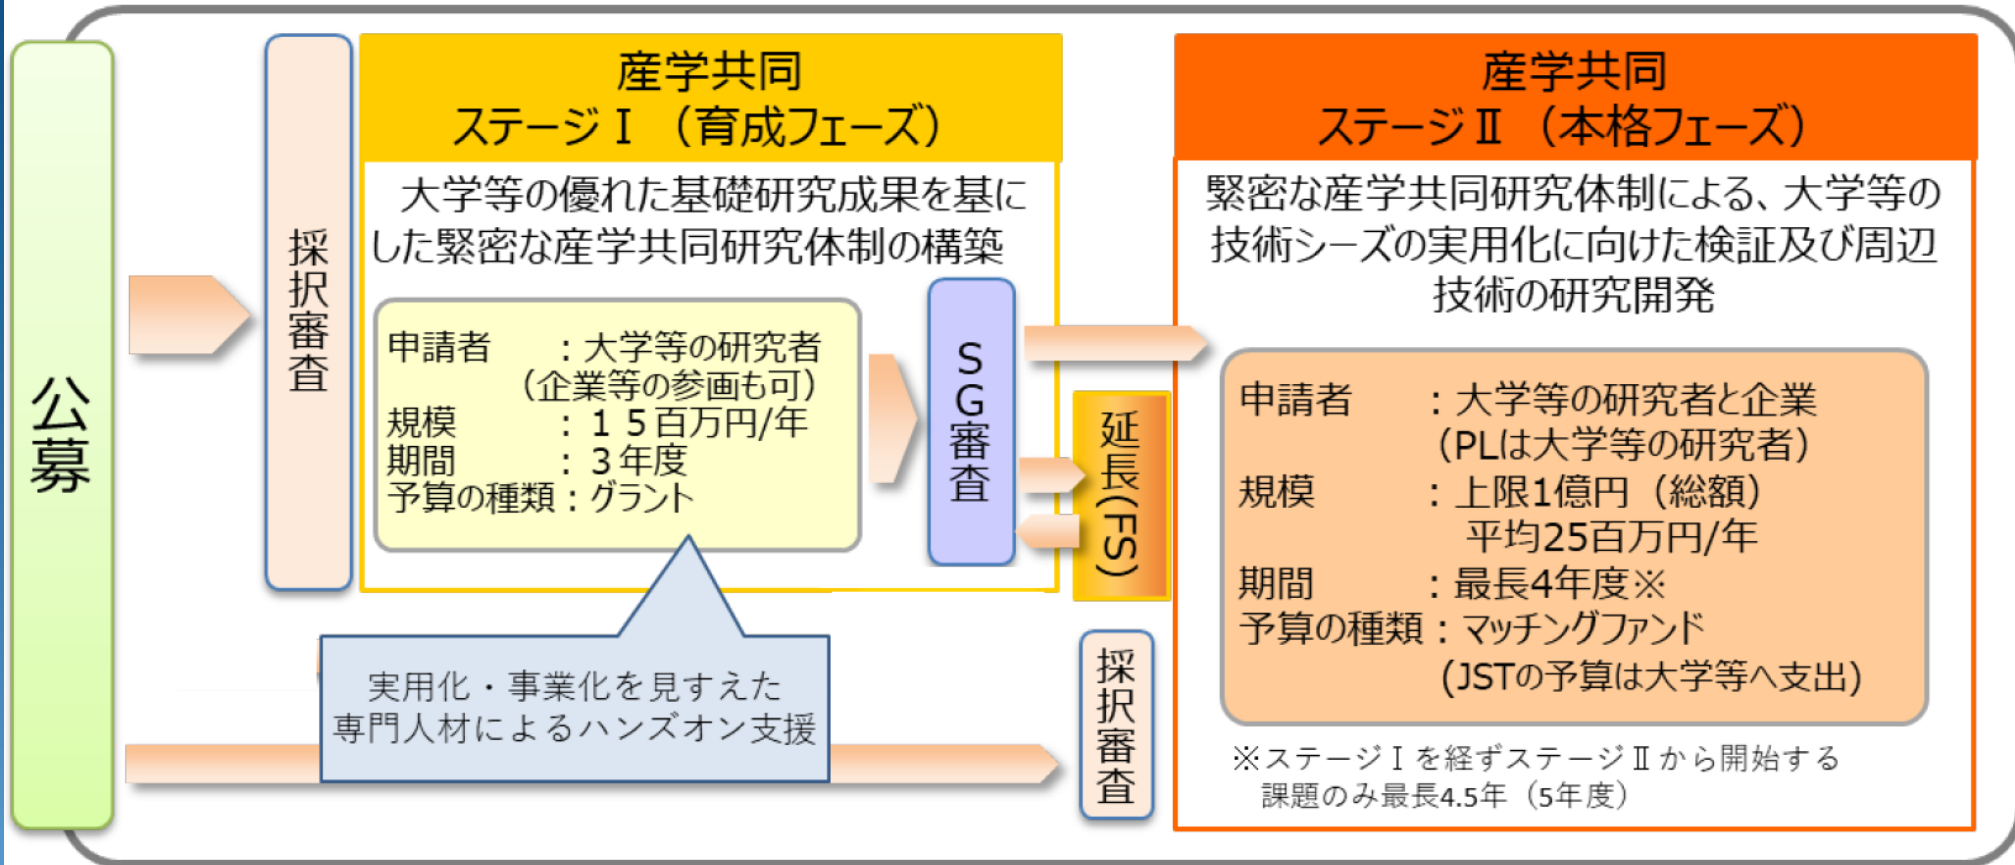 公募
採択審査
産学共同
ステージⅠ（育成フェーズ）
大学等の優れた基礎研究成果を基に
した緊密な産学共同研究体制の構築
申請者　　：大学等の研究者
（企業等の参画も可）
規模　　　：１５百万円/年
期間　　　：３年度
予算の種類：グラント
実用化・事業化を見すえた
専門人材によるハンズオン支援
SG審査
延長(FS)
採択審査
産学共同
ステージⅡ（本格フェーズ）
緊密な産学共同研究体制による、大学等の
技術シーズの実用化に向けた検証及び周辺
技術の研究開発
申請者　　：大学等の研究者と企業
（PLは大学等の研究者）
規模　　　：上限1億円（総額）
平均25百万円/年
期間　　　：最長4年度※
予算の種類：マッチングファンド
(JSTの予算は大学等へ支出)
※ステージⅠを経ずステージⅡから開始する
課題のみ最長4.5年（5年度）